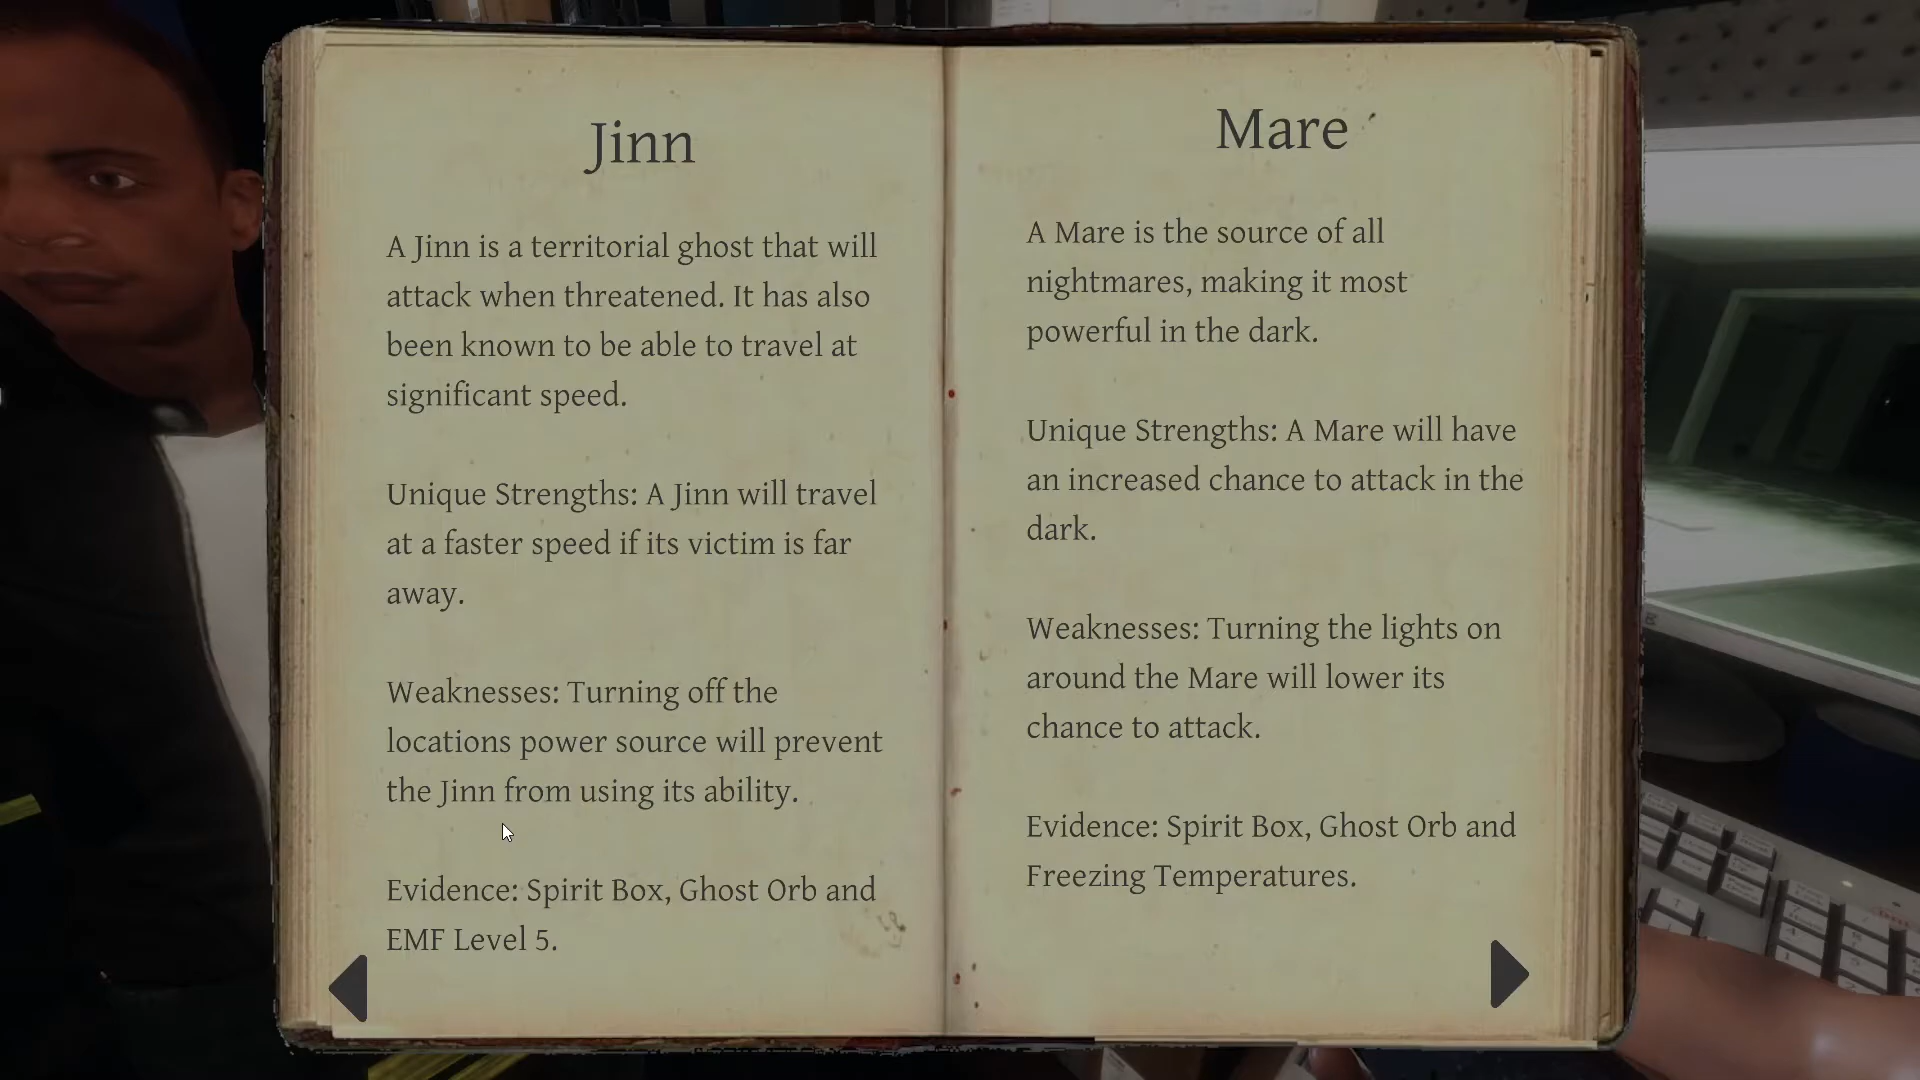 Jinn
A Jinn is a territorial ghost that will
attack when threatened. It has also
been known to be able to travel at
significant speed.
Unique Strengths: A Jinn will travel
at a faster speed if its victim is far
away.
Weaknesses: Turning off the
locations power source will prevent
the Jinn from using its ability.
Evidence: Spirit Box, Ghost Orb and
EMF Level 5.
Mare
A Mare is the source of all
nightmares, making it most
powerful in the dark.
Unique Strengths: A Mare will have
an increased chance to attack in the
dark.
Weaknesses: Turning the lights on
around the Mare will lower its
chance to attack.
Evidence: Spirit Box, Ghost Orb and
Freezing Temperatures.